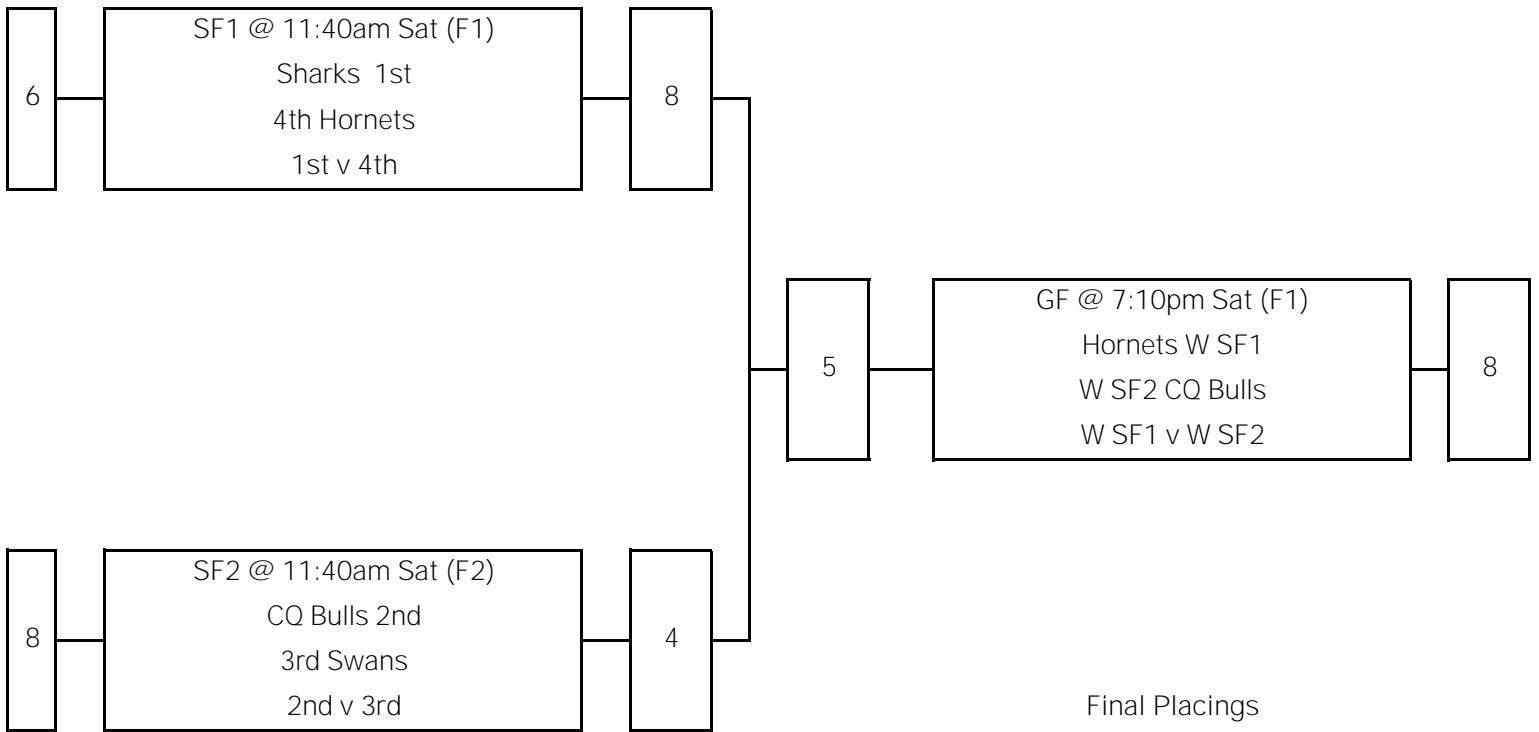 SF1 @ 11:40am Sat (F1)
Sharks 1st
6
8
4th Hornets
1st v 4th
GF @ 7:10pm Sat (F1)
Hornets W SF1
5
8
W SF2 CQ Bulls
W SF1 v W SF2
SF2 @ 11:40am Sat (F2)
CQ Bulls 2nd
8
4
3rd Swans
2nd v 3rd
Final Placings